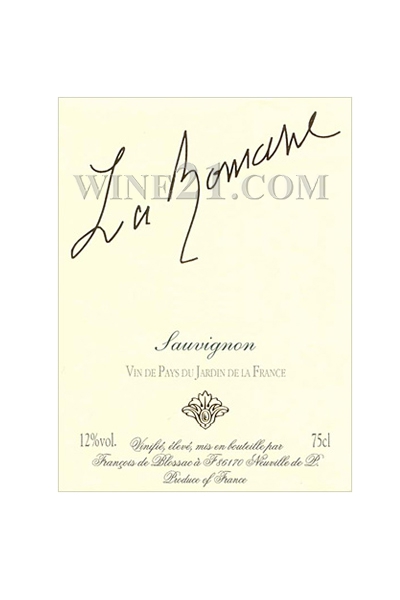 La Romane
WINE21.COM
Sauvignon
VIN DE PAYS DU JARDIN DE LA FRANCE
12%vol.
75cl
Vinifié, élevé, mis en bouteille par
François de Blossac à F86170 Neuville de P.
Produce of France